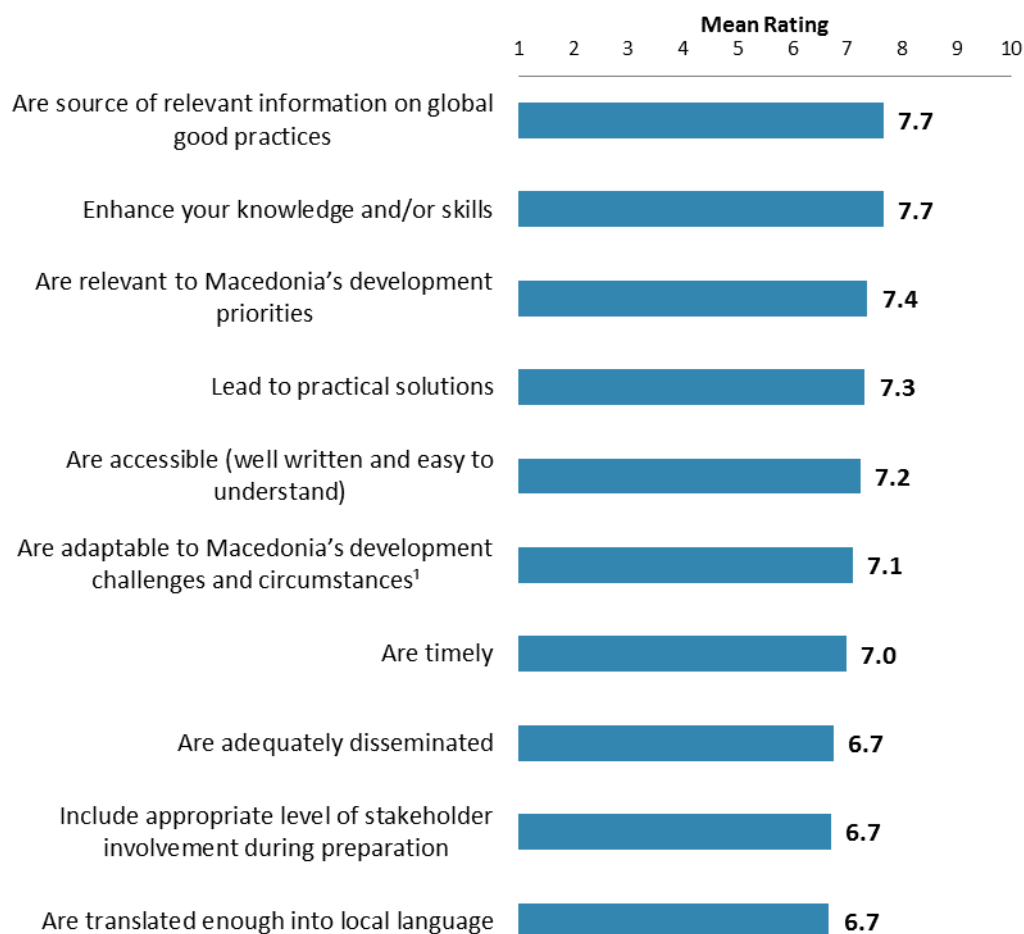 Mean Rating
1 2 3 4 5 6 7 8 9 10
Are source of relevant information on global
good practices
7.7
Enhance your knowledge and/or skills
7.7
Are relevant to Macedonia’s development
priorities
7.4
Lead to practical solutions
7.3
Are accessible (well written and easy to
understand)
7.2
Are adaptable to Macedonia’s development
challenges and circumstances¹
7.1
Are timely
7.0
Are adequately disseminated
6.7
Include appropriate level of stakeholder
involvement during preparation
6.7
Are translated enough into local language
6.7